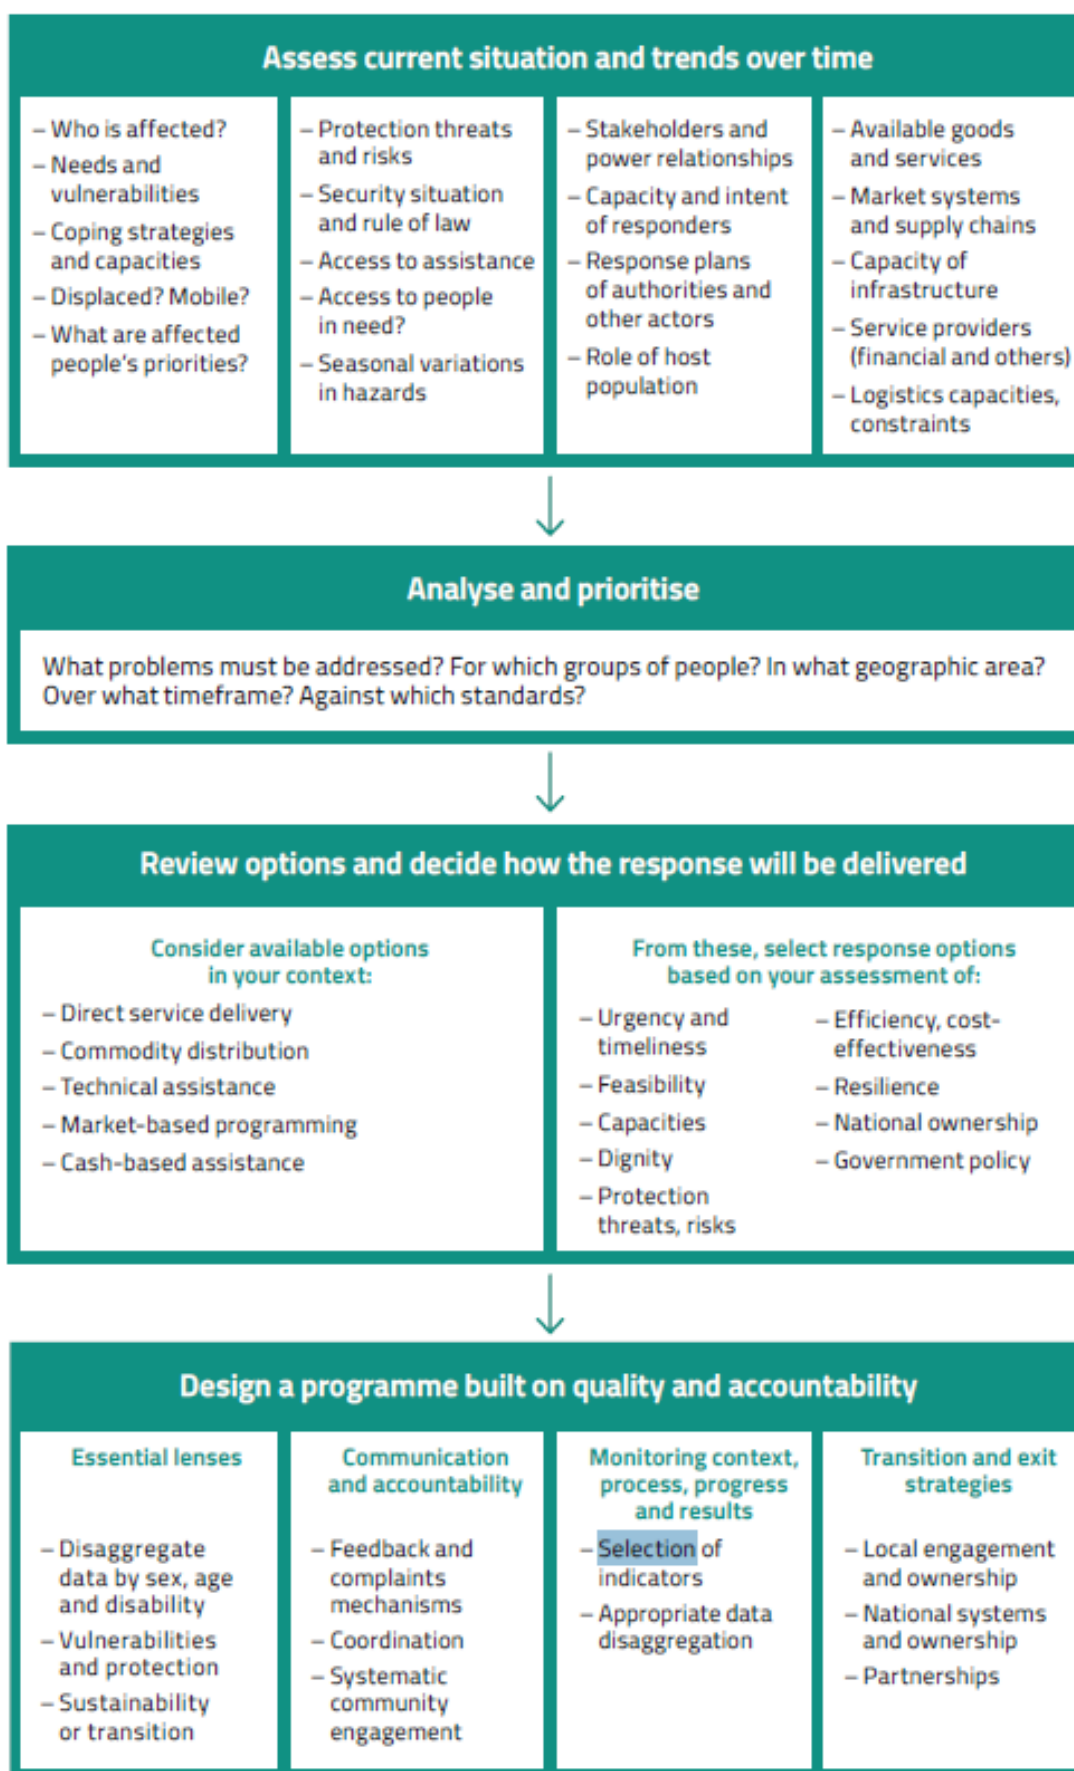 Assess current situation and trends over time
– Who is affected?
– Needs and
vulnerabilities
– Coping strategies
and capacities
– Displaced? Mobile?
– What are affected
people's priorities?
– Protection threats
and risks
– Security situation
and rule of law
– Access to assistance
– Access to people
in need?
– Seasonal variations
in hazards
– Stakeholders and
power relationships
– Capacity and intent
of responders
– Response plans
of authorities and
other actors
– Role of host
population
– Available goods
and services
– Market systems
and supply chains
– Capacity of
infrastructure
– Service providers
(financial and others)
– Logistics capacities,
constraints
Analyse and prioritise
What problems must be addressed? For which groups of people? In what geographic area?
Over what timeframe? Against which standards?
Review options and decide how the response will be delivered
Consider available options
in your context:
– Direct service delivery
– Commodity distribution
– Technical assistance
– Market-based programming
– Cash-based assistance
From these, select response options
based on your assessment of:
– Urgency and
timeliness
– Feasibility
– Capacities
– Dignity
– Protection
threats, risks
– Efficiency, cost-
effectiveness
– Resilience
– National ownership
– Government policy
Design a programme built on quality and accountability
Essential lenses
– Disaggregate
data by sex, age
and disability
– Vulnerabilities
and protection
– Sustainability
or transition
Communication
and accountability
– Feedback and
complaints
mechanisms
– Coordination
– Systematic
community
engagement
Monitoring context,
process, progress
and results
– Selection of
indicators
– Appropriate data
disaggregation
Transition and exit
strategies
– Local engagement
and ownership
– National systems
and ownership
– Partnerships